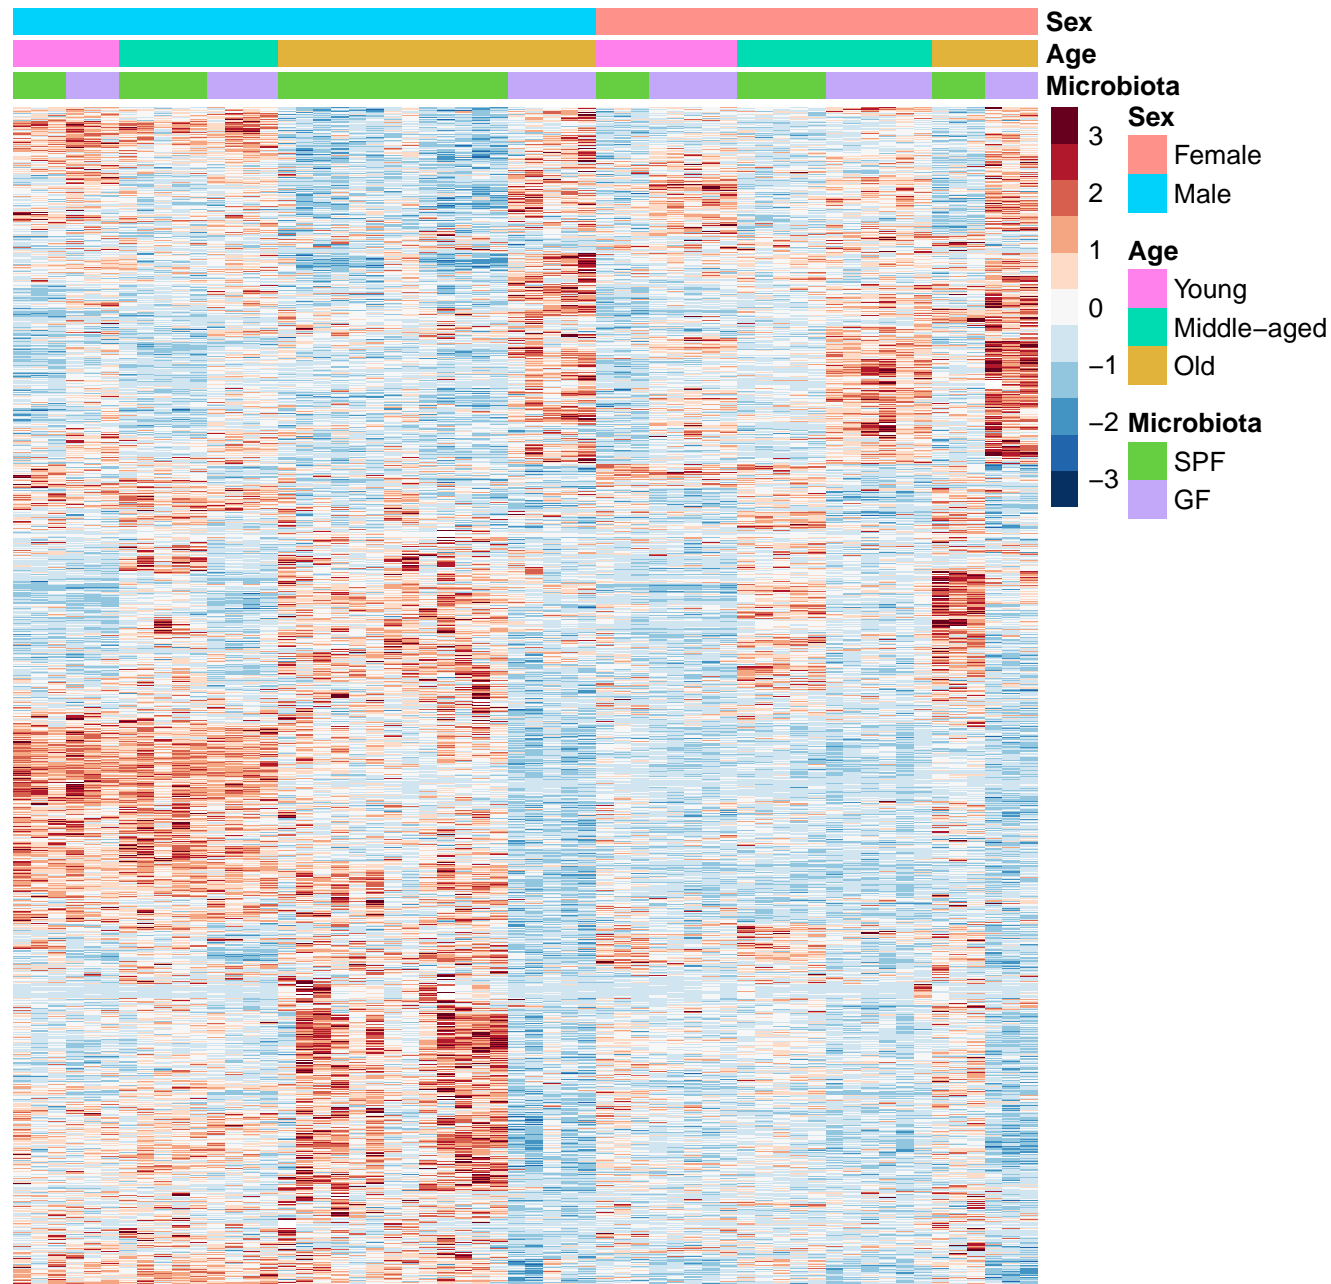 Sex
Age
Microbiota
3
2
1
0
−1
−2
−3
Sex
Female
Male
Age
Young
Middle−aged
Old
Microbiota
SPF
GF